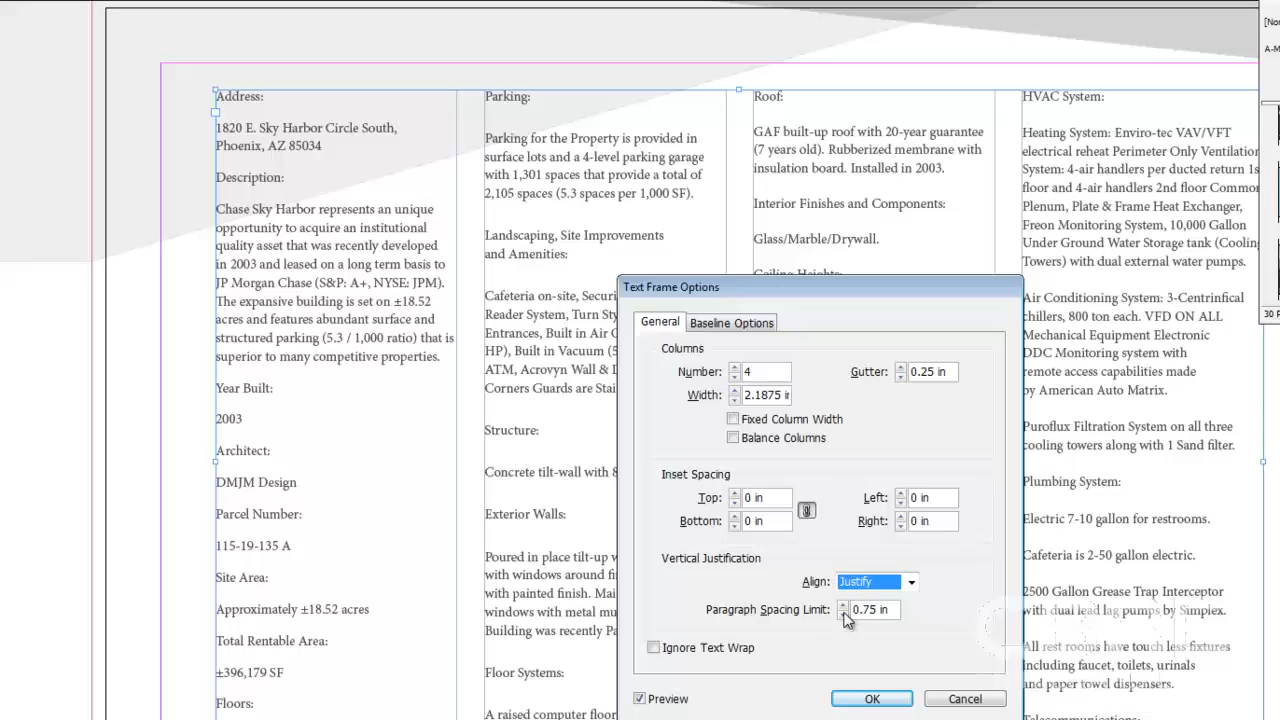 [No
A-M
30 P
Address:
1820 E. Sky Harbor Circle South,
Phoenix, AZ 85034
Description:
Chase Sky Harbor represents an unique
opportunity to acquire an institutional
quality asset that was recently developed
in 2003 and leased on a long term basis to
JP Morgan Chase (S&P: A+, NYSE: JPM).
The expansive building is set on ±18.52
acres and features abundant surface and
structured parking (5.3 / 1,000 ratio) that is
superior to many competitive properties.
Year Built:
2003
Architect:
DMJM Design
Parcel Number:
115-19-135 A
Site Area:
Approximately ±18.52 acres
Total Rentable Area:
±396,179 SF
Floors:
Parking:
Parking for the Property is provided in
surface lots and a 4-level parking garage
with 1,301 spaces that provide a total of
2,105 spaces (5.3 spaces per 1,000 SF).
Landscaping, Site Improvements
and Amenities:
Cafeteria on-site, Securi
Reader System, Turn Sty
Entrances, Built in Air C
HP), Built in Vacuum (5
ATM, Acrovyn Wall & D
Corners Guards are Stai
Structure:
Concrete tilt-wall with 8
Exterior Walls:
Poured in place tilt-up w
with windows around fi
with painted finish. Mai
windows with metal mu
Building was recently Pa
Floor Systems:
A raised computer floor
Roof:
GAF built-up roof with 20-year guarantee
(7 years old). Rubberized membrane with
insulation board. Installed in 2003.
Interior Finishes and Components:
Glass/Marble/Drywall.
Ceiling Heights:
HVAC System:
Heating System: Enviro-tec VAV/VFT
electrical reheat Perimeter Only Ventilation
System: 4-air handlers per ducted return 1s
floor and 4-air handlers 2nd floor Common
Plenum, Plate & Frame Heat Exchanger,
Freon Monitoring System, 10,000 Gallon
Under Ground Water Storage tank (Cooling
Towers) with dual external water pumps.
Air Conditioning System: 3-Centrinfical
chillers, 800 ton each. VFD ON ALL
Mechanical Equipment Electronic
DDC Monitoring system with
remote access capabilities made
by American Auto Matrix.
Puroflux Filtration System on all three
cooling towers along with 1 Sand filter.
Plumbing System:
Electric 7-10 gallon for restrooms.
Cafeteria is 2-50 gallon electric.
2500 Gallon Grease Trap Interceptor
with dual lead lag pumps by Simplex.
All rest rooms have touch less fixtures
including faucet, toilets, urinals
and paper towel dispensers.
Telecommunications
Text Frame Options
General
Baseline Options
Columns
Number: 4
Gutter: 0.25 in
Width: 2.1875 ir
Fixed Column Width
Balance Columns
Inset Spacing
Top: 0 in
Left: 0 in
Bottom: 0 in
Right: 0 in
Vertical Justification
Align: Justify
Paragraph Spacing Limit: 0.75 in
Ignore Text Wrap
Preview
OK
Cancel